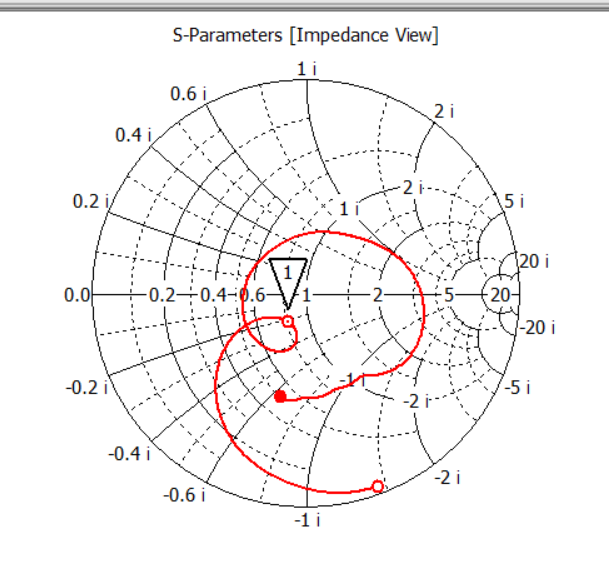 S-Parameters [Impedance View]
1 i
0.6 i
2 i
0.4 i
2 i
0.2 i
1 i
5 i
20 i
1
0.0
0.2
0.4
0.6
1
2
5
20
-20 i
-0.2 i
-1 i
-5 i
-2 i
-0.4 i
-2 i
-0.6 i
-1 i